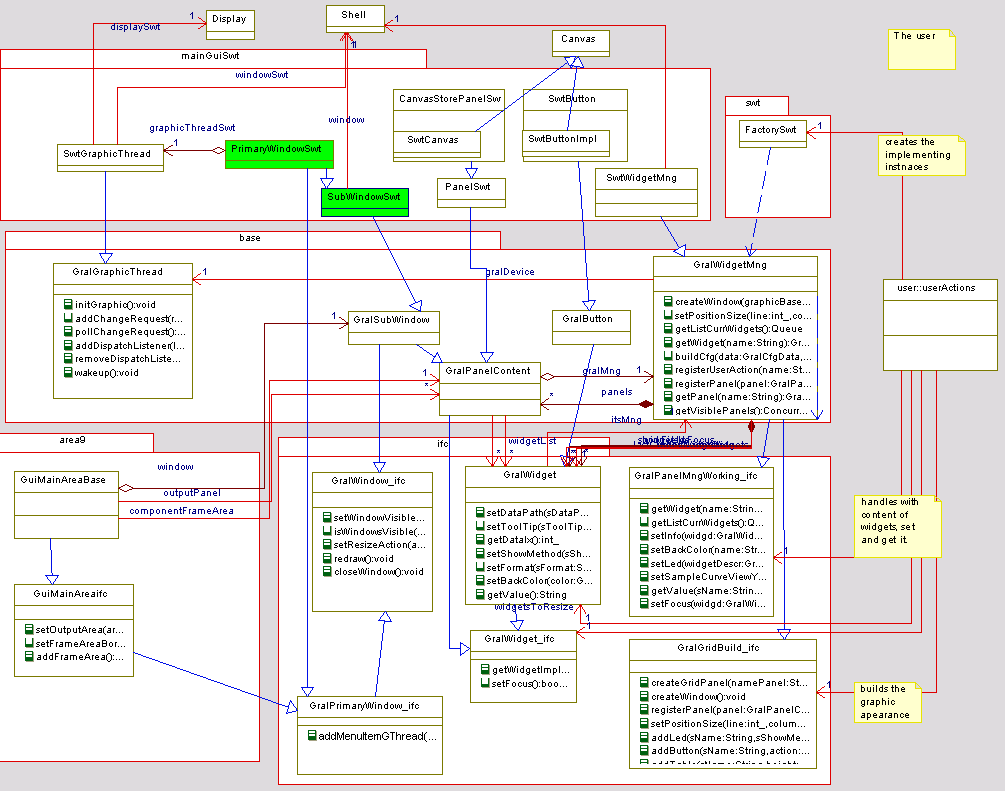 Display
Shell
1
1
displaySwt
1
The user
Canvas
mainGuiSwt
windowSwt
CanvasStorePanelSw
SwtButton
swt
window
graphicThreadSwt
FactorySwt
1
SwtCanvas
SwtButtonImpl
creates the
implementing
instnaces
SwtGraphicThread
1
PrimaryWindowSwt
SwtWidgetMng
PanelSwt
SubWindowSwt
base
GralGraphicThread
1
gralDevice
GralWidgetMng
user::userActions
initGraphic():void
addChangeRequest(r...
pollChangeRequest():...
addDispatchListener(l...
removeDispatchListe...
wakeup():void
createWindow(graphicBase...
setPositionSize(line:int_,co...
getListCurrWidgets():Queue
getWidget(name:String):Gr...
buildCfg(data:GralCfgData,...
registerUserAction(name:St...
registerPanel(panel:GralPa...
getPanel(name:String):Gra...
getVisiblePanels():Concurr...
1
GralSubWindow
GralButton
GralPanelContent
1
*
gralMng
1
panels
*
itsMng
area9
ifc
widgetList
window
GuiMainAreaBase
outputPanel
componentFrameArea
GralWindow_ifc
setWindowVisible...
isWindowsVisible(...
setResizeAction(a...
redraw():void
closeWindow():void
* *
GralWidget
setDataPath(sDataP...
setToolTip(sToolTip...
getDataIx():int_
setShowMethod(sSh...
setFormat(sFormat:S...
setBackColor(color:G...
getValue():String
widgetsToResize
GralPanelMngWorking_ifc
getWidget(name:Strin...
getListCurWidgets():Q...
setInfo(widgd:GralWid...
setBackColor(name:Str...
setLed(widgetDescr:Gr...
setSampleCurveViewY...
getValue(sName:Strin...
setFocus(widgd:GralWi...
handles with
content of
widgets, set
and get it.
1
GuiMainAreaifc
setOutputArea(ar...
setFrameAreaBor...
addFrameArea():...
1
1
GralWidget_ifc
getWidgetImpl...
setFocus():boo...
GralGridBuild_ifc
createGridPanel(namePanel:St...
createWindow():void
registerPanel(panel:GralPanelC...
setPositionSize(line:int_,colum...
addLed(sName:String,sShowMe...
addButton(sName:String,action:...
1
builds the
graphic
apearance
GralPrimaryWindow_ifc
addMenuItemGThread(...